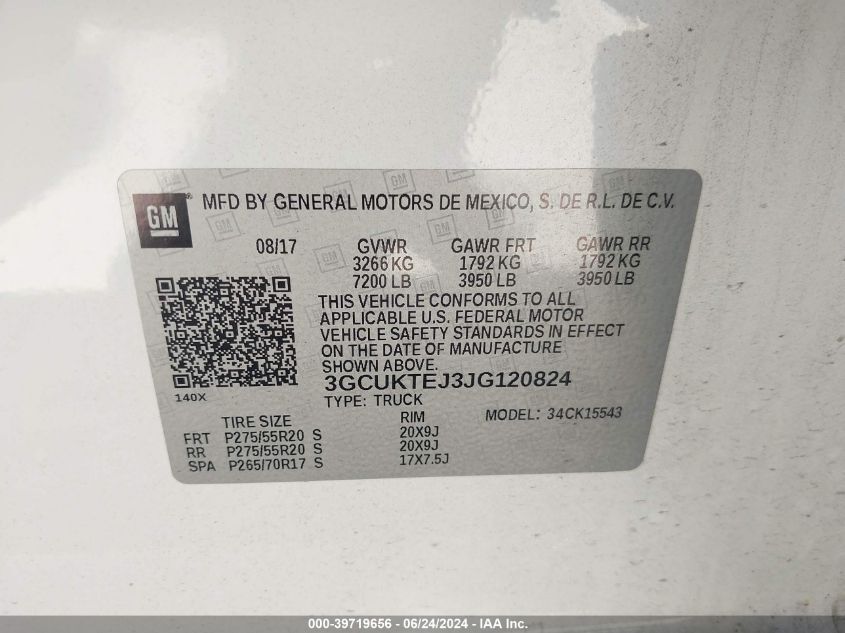 GM ® MFD BY GENERAL MOTORS DE MEXICO, S. DE R.L. DE C.V.
08/17 GVWR GAWR FRT GAWR RR
3266 KG 1792 KG 1792 KG
7200 LB 3950 LB 3950 LB
THIS VEHICLE CONFORMS TO ALL
APPLICABLE U.S. FEDERAL MOTOR
VEHICLE SAFETY STANDARDS IN EFFECT
ON THE DATE OF MANUFACTURE
SHOWN ABOVE.
3GCUKTEJ3JG120824
140X TYPE: TRUCK
TIRE SIZE RIM MODEL: 34CK15543
FRT P275/55R20 S 20X9J
RR P275/55R20 S 20X9J
SPA P265/70R17 S 17X7.5J
000-39719656 - 06/24/2024 - IAA Inc.